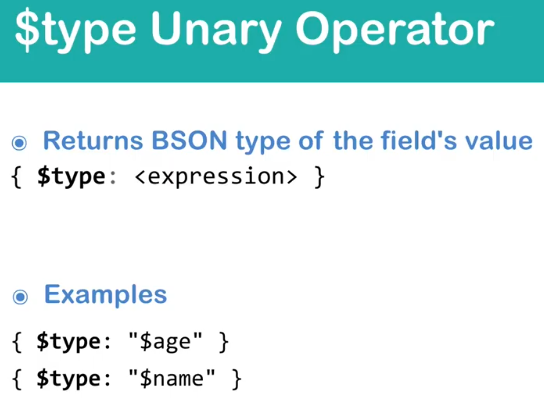 $type Unary Operator
Returns BSON type of the field's value
{ $type: <expression> }
Examples
{ $type: "$age" }
{ $type: "$name" }